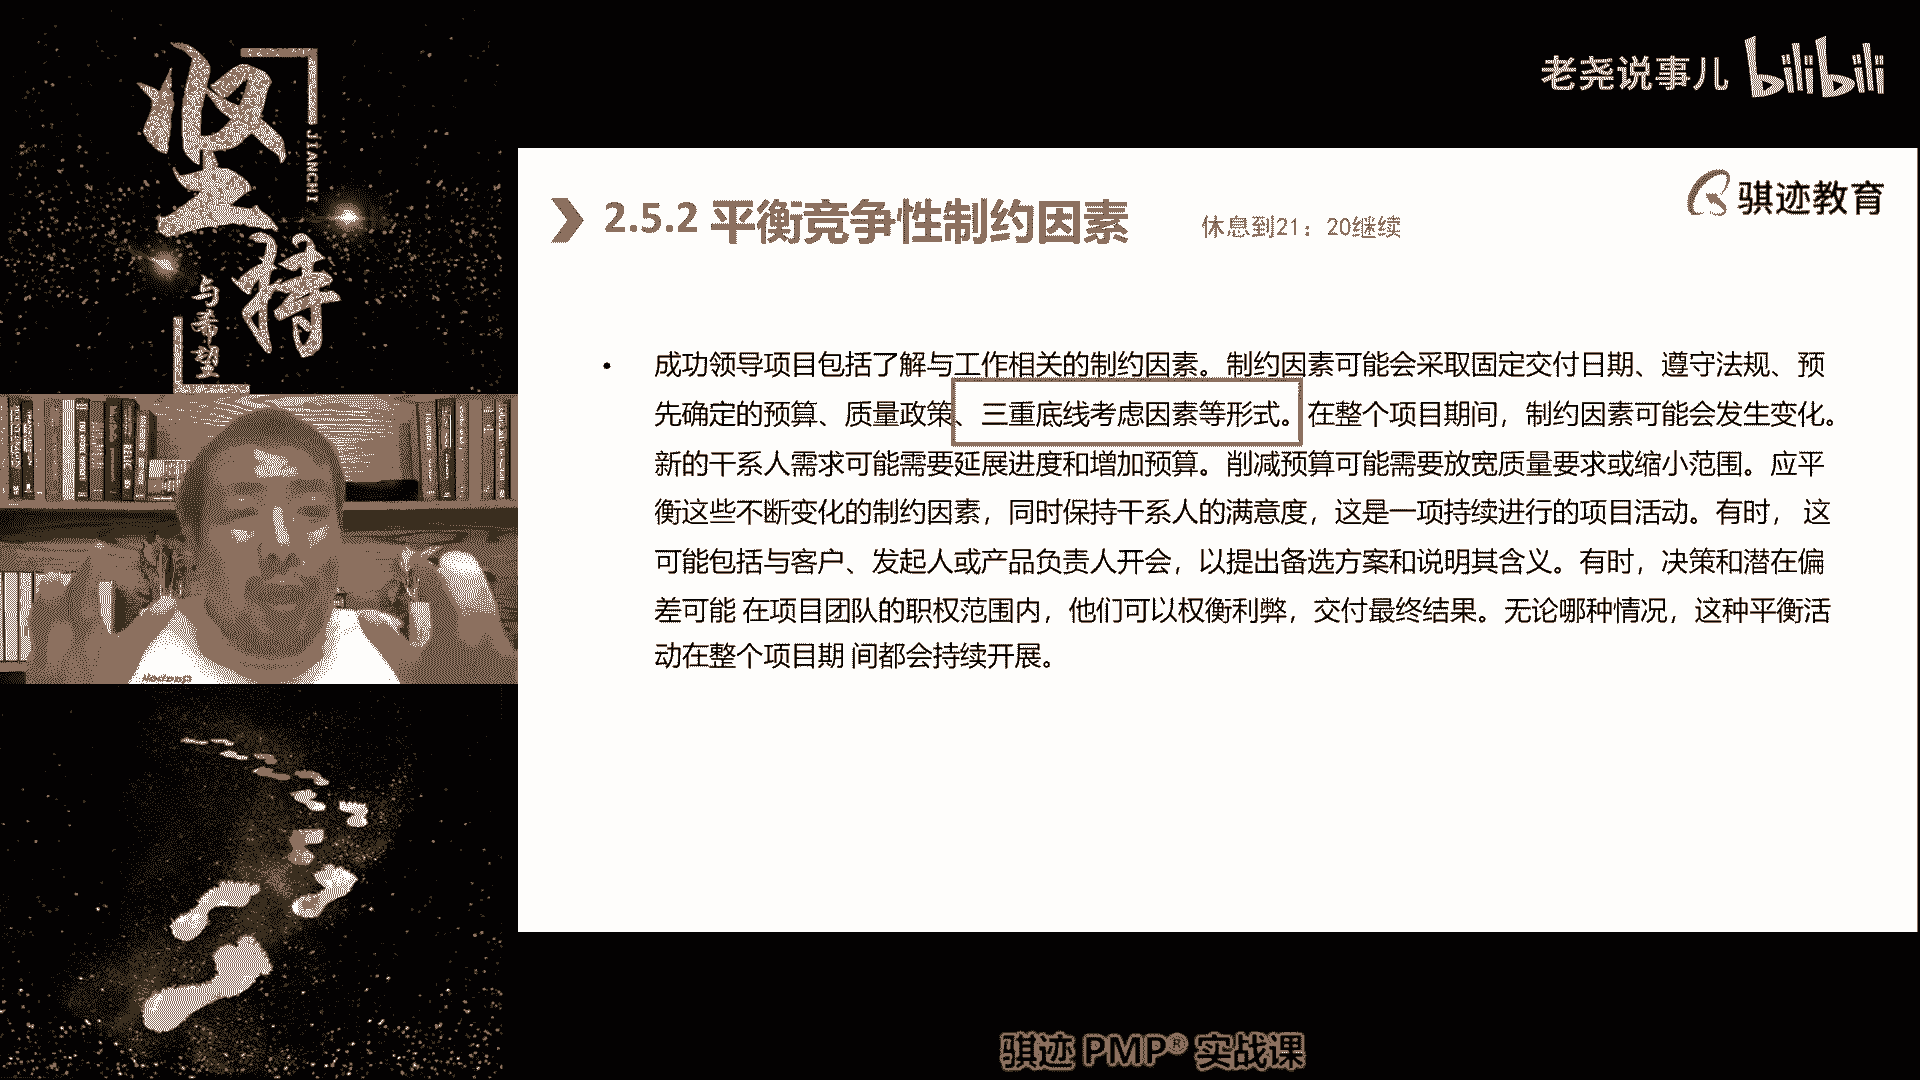 坚持
JIANCHI
与希望
老尧说事儿 bilibili
骐迹教育
2.5.2 平衡竞争性制约因素
休息到21：20继续
• 成功领导项目包括了解与工作相关的制约因素。制约因素可能会采取固定交付日期、遵守法规、预
先确定的预算、质量政策、三重底线考虑因素等形式。在整个项目期间，制约因素可能会发生变化。
新的干系人需求可能需要延展进度和增加预算。削减预算可能需要放宽质量要求或缩小范围。应平
衡这些不断变化的制约因素，同时保持干系人的满意度，这是一项持续进行的项目活动。有时， 这
可能包括与客户、发起人或产品负责人开会，以提出备选方案和说明其含义。有时，决策和潜在偏
差可能 在项目团队的职权范围内，他们可以权衡利弊，交付最终结果。无论哪种情况，这种平衡活
动在整个项目期 间都会持续开展。
骐迹 PMP® 实战课